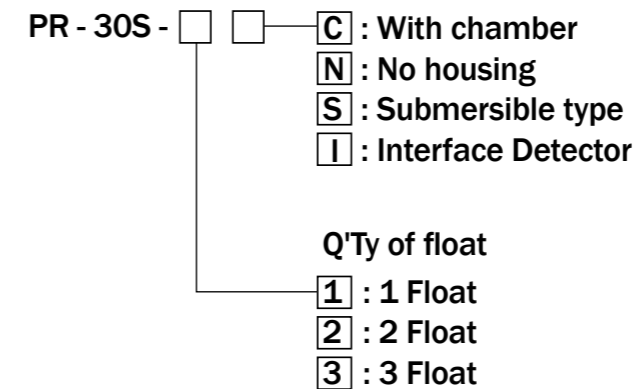 PR - 30S - □ □
C : With chamber
N : No housing
S : Submersible type
I : Interface Detector
Q'Ty of float
1 : 1 Float
2 : 2 Float
3 : 3 Float